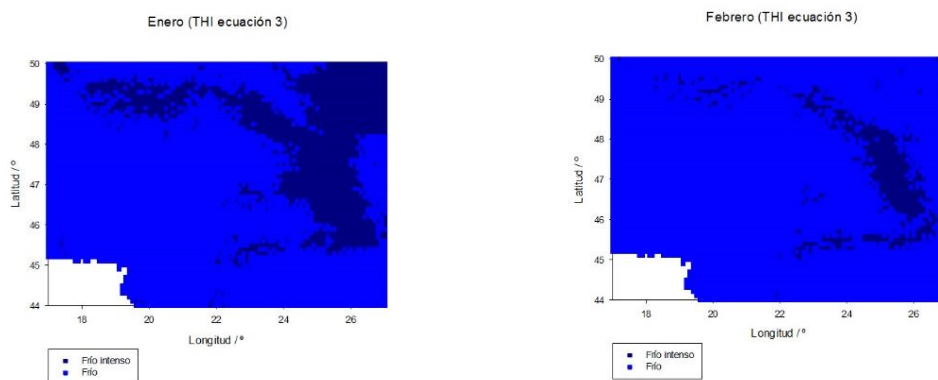 Enero (THI ecuación 3)
50
49
48
47
46
45
44
Latitud / º
18
20
22
24
26
Longitud / º
Frío intenso
Frío
Febrero (THI ecuación 3)
50
49
48
47
46
45
44
Latitud / º
18
20
22
24
26
Longitud / º
Frío intenso
Frío